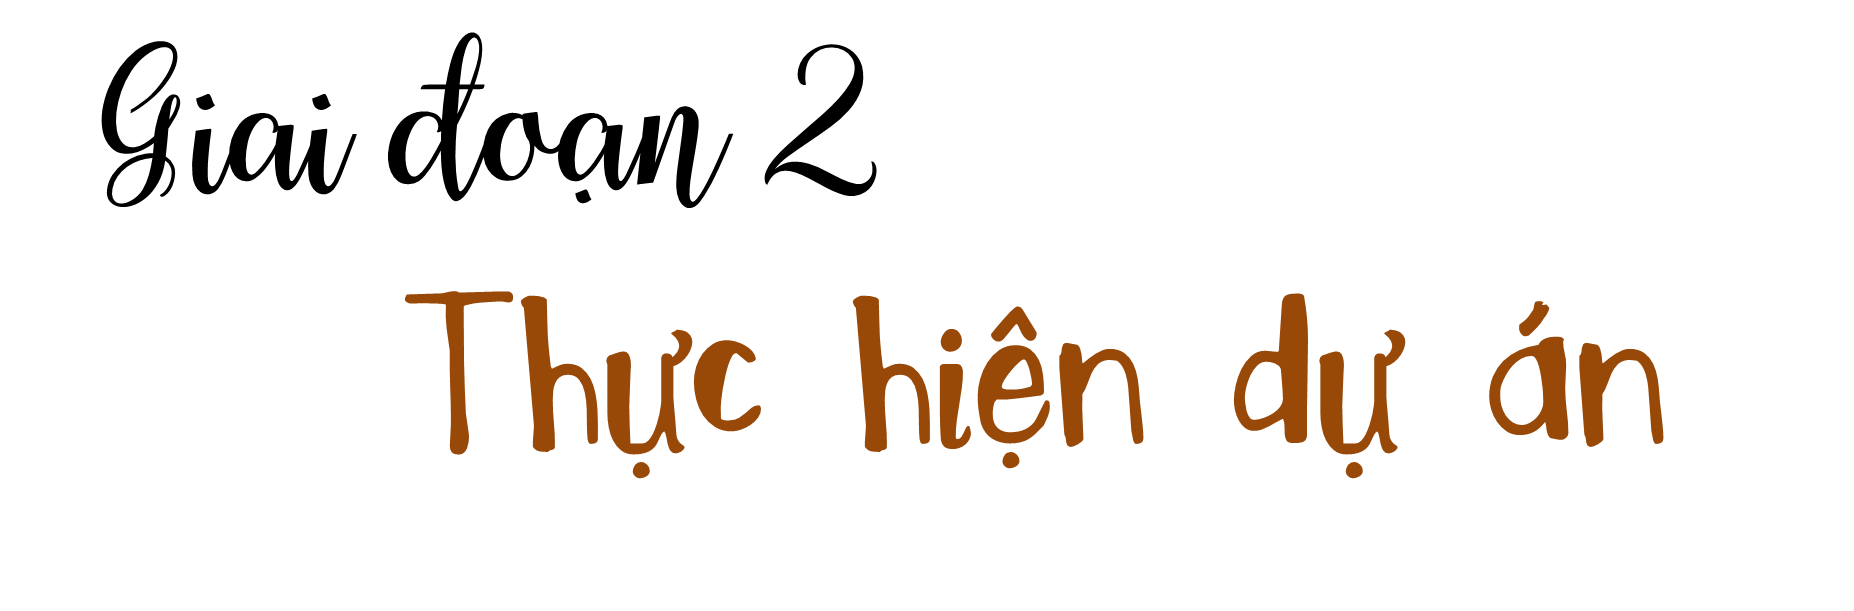 Giai đoạn 2
Thực hiện dự án